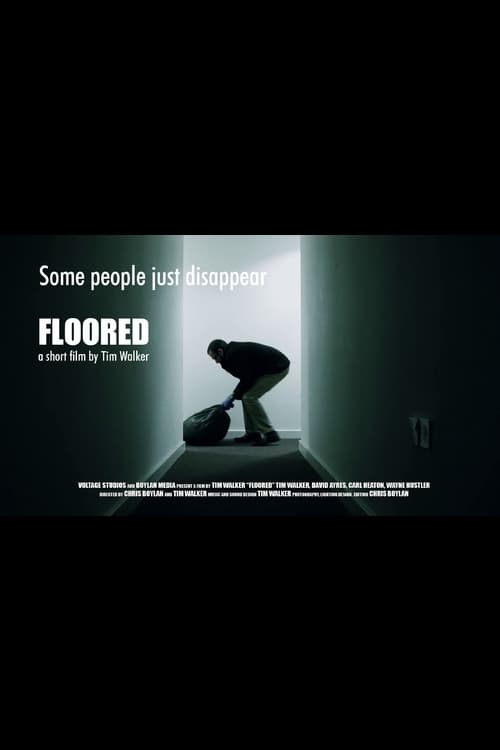 Some people just disappear
FLOORED
a short film by Tim Walker
VOLTAGE STUDIOS AND BOYLAN MEDIA PRESENT A FILM BY TIM WALKER "FLOORED" TIM WALKER, DAVID AYRES, CARL HEATON, WAYNE HUSTLER
DIRECTED BY CHRIS BOYLAN AND TIM WALKER MUSIC AND SOUND DESIGN TIM WALKER PHOTOGRAPHY, LIGHTING DESIGN, EDITING CHRIS BOYLAN